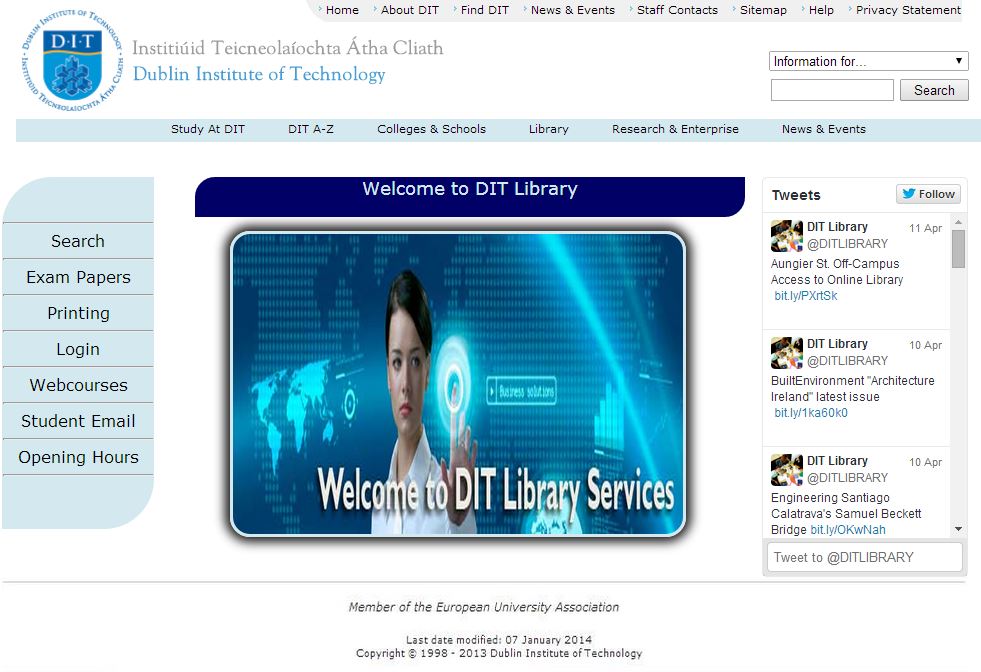 Home About DIT Find DIT News & Events Staff Contacts Sitemap Help Privacy Statement
DUBLIN INSTITUTE OF TECHNOLOGY
D·I·T
INSTITIÚID TEICNEOLAÍOCHTA ÁTHA CLIATH
Institiúid Teicneolaíochta Átha Cliath
Dublin Institute of Technology
Information for...
Search
Study At DIT DIT A-Z Colleges & Schools Library Research & Enterprise News & Events
Search
Exam Papers
Printing
Login
Webcourses
Student Email
Opening Hours
Welcome to DIT Library
Business solutions
Welcome to DIT Library Services
Tweets Follow
DIT Library 11 Apr
@DITLIBRARY
Aungier St. Off-Campus
Access to Online Library
bit.ly/PXrtSk
DIT Library 10 Apr
@DITLIBRARY
BuiltEnvironment "Architecture
Ireland" latest issue
bit.ly/1ka60k0
DIT Library 10 Apr
@DITLIBRARY
Engineering Santiago
Calatrava's Samuel Beckett
Bridge bit.ly/OKwNah
Tweet to @DITLIBRARY
Member of the European University Association
Last date modified: 07 January 2014
Copyright © 1998 - 2013 Dublin Institute of Technology